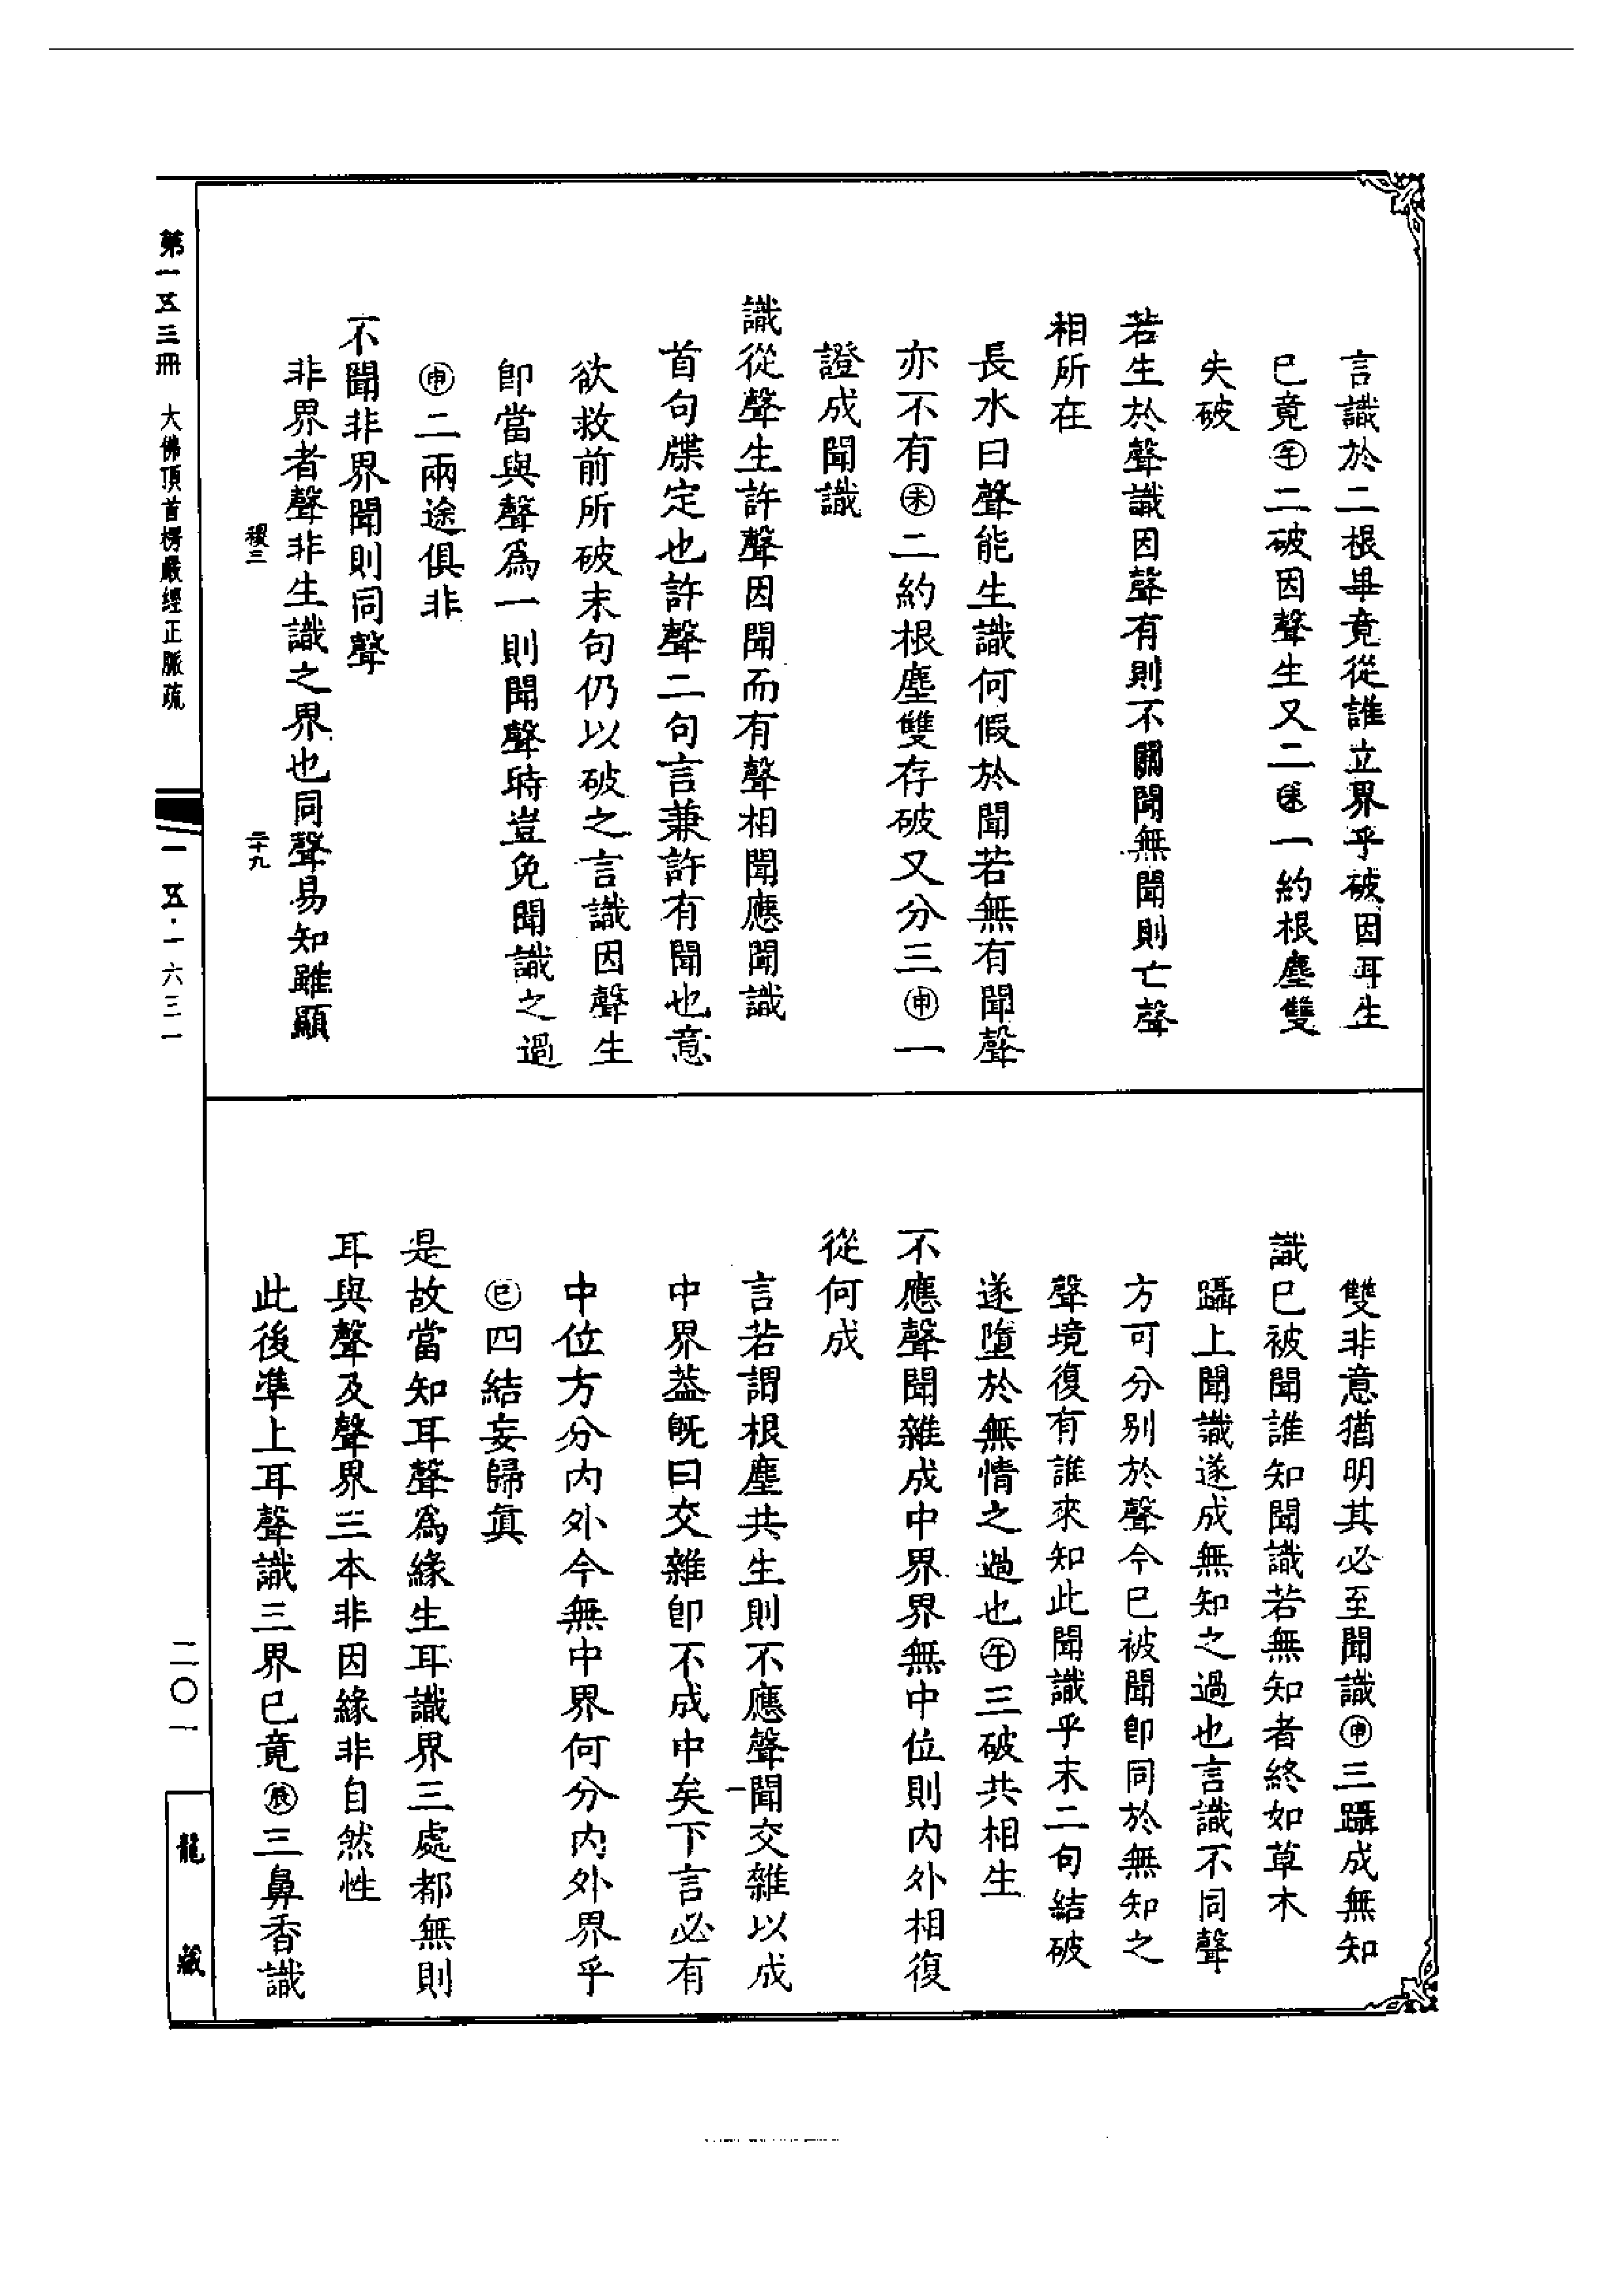 言識於二根畢竟從誰立界乎破因耳生
已竟㊌二破因聲生又二㊍一約根塵雙
失破
若生於聲識因聲有則不關聞無聞則亡聲
相所在
長水曰聲能生識何假於聞若無有聞聲
亦不有㊍二約根塵雙存破又分三㊥一
證成聞識
識從聲生許聲因聞而有聲相聞應聞識
首句牒定也許聲二句言兼許有聞也意
欲救前所破末句仍以破之言識因聲生
卽當與聲爲一則聞聲時豈免聞識之過
申二兩途俱非
不聞非界聞則同聲
非界者聲非生識之界也同聲易知雖顯
稷三
二十九
雙非意猶明其必至聞識申三躡成無知
識已被聞誰知聞識若無知者終如草木
躡上聞識遂成無知之過也言識不同聲
方可分别於聲今已被聞卽同於無知之
聲境復有誰來知此聞識乎末二句結破
遂墮於無情之過也午三破共相生
不應聲聞雜成中界界無中位則內外相復
從何成
言若謂根塵共生則不應聲聞交雜以成
中界葢旣曰交雜卽不成中矣下言必有
中位方分內外今無中界何分內外界乎
巳四結妄歸眞
是故當知耳聲爲緣生耳識界三處都無則
耳與聲及聲界三本非因緣非自然性
此後準上耳聲識三界已竟辰三鼻香識
第一五三冊 大佛頂首楞嚴經正脈疏
一五·一六三一
二〇一
龍藏